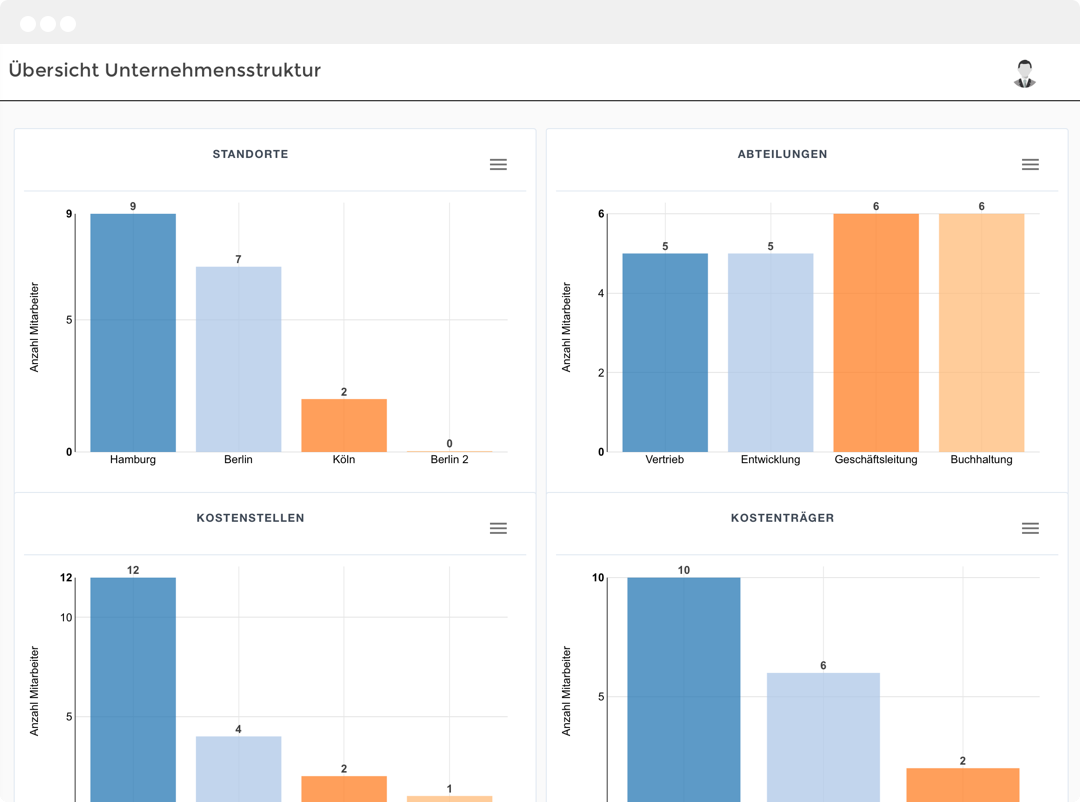 Übersicht Unternehmensstruktur
STANDORTE
9
9
7
5
2
0
0
Anzahl Mitarbeiter
Hamburg Berlin Köln Berlin 2
ABTEILUNGEN
6
6
6
5
5
4
2
0
Anzahl Mitarbeiter
Vertrieb Entwicklung Geschäftsleitung Buchhaltung
KOSTENSTELLEN
12
12
10
5
4
2
1
Anzahl Mitarbeiter
KOSTENTRÄGER
10
10
6
5
2
Anzahl Mitarbeiter